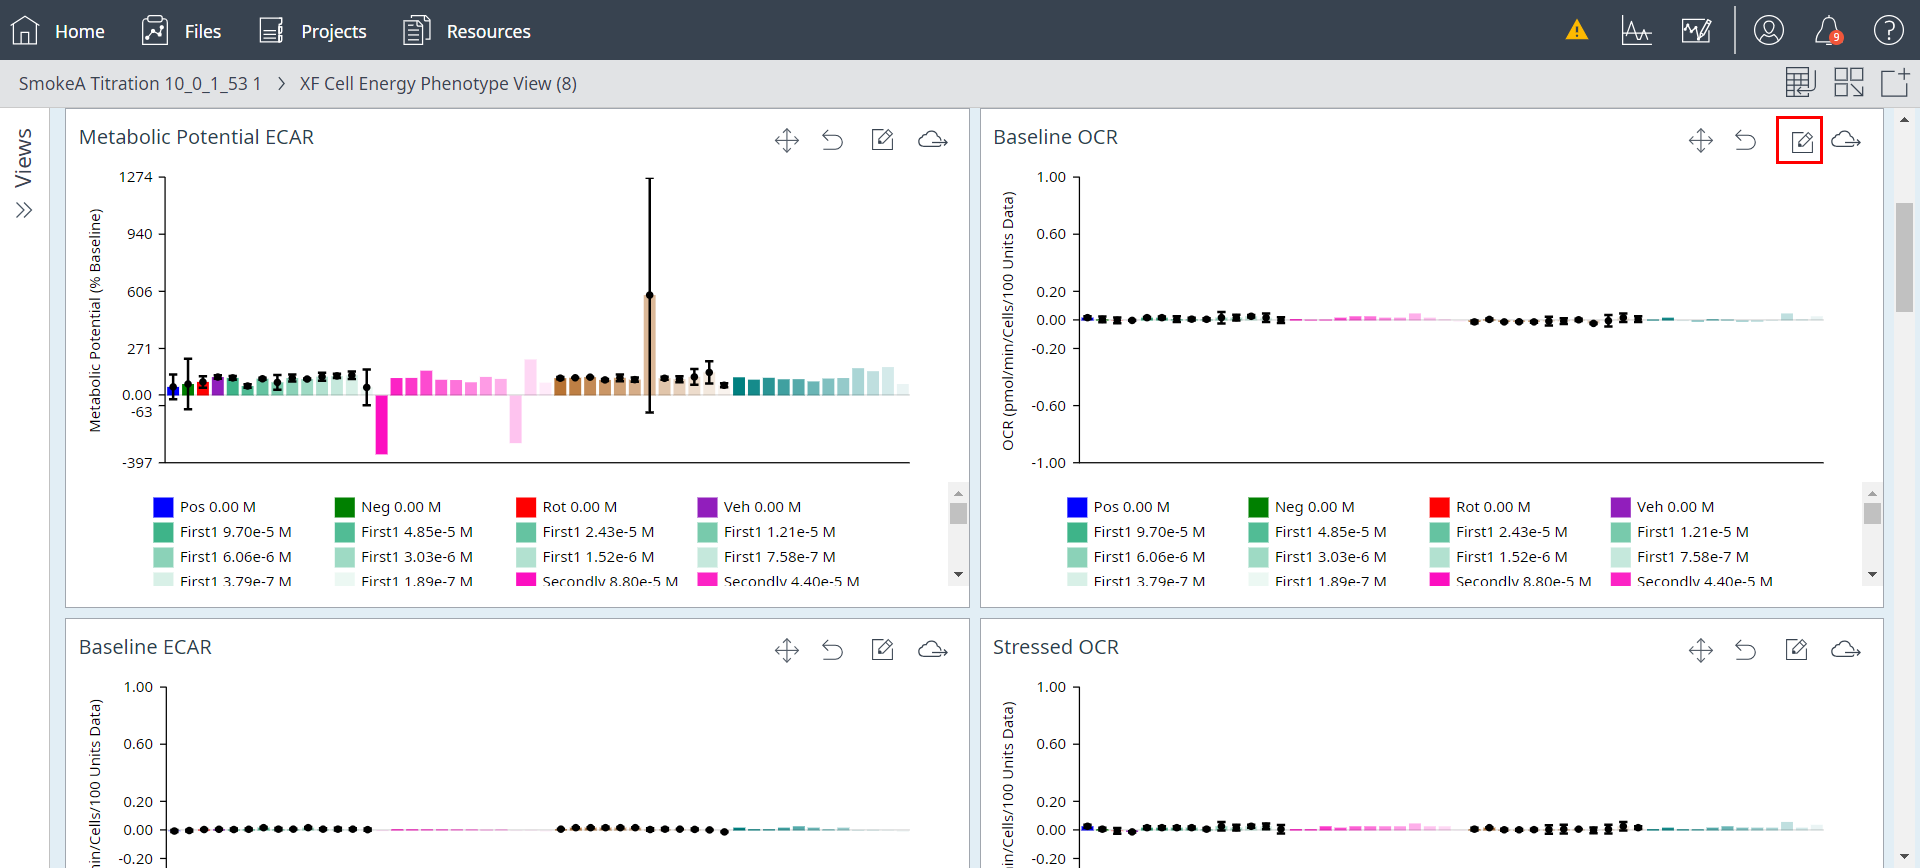 Home Files Projects Resources 9
SmokeA Titration 10_0_1_53 1 > XF Cell Energy Phenotype View (8)
Views
Metabolic Potential ECAR
Metabolic Potential (% Baseline)
1274
940
606
271
0.00
-63
-397
Pos 0.00 M Neg 0.00 M Rot 0.00 M Veh 0.00 M
First1 9.70e-5 M First1 4.85e-5 M First1 2.43e-5 M First1 1.21e-5 M
First1 6.06e-6 M First1 3.03e-6 M First1 1.52e-6 M First1 7.58e-7 M
First1 3.79e-7 M First1 1.89e-7 M Secondly 8.80e-5 M Secondly 4.40e-5 M
Baseline OCR
OCR (pmol/min/Cells/100 Units Data)
1.00
0.60
0.20
0.00
-0.20
-0.60
-1.00
Pos 0.00 M Neg 0.00 M Rot 0.00 M Veh 0.00 M
First1 9.70e-5 M First1 4.85e-5 M First1 2.43e-5 M First1 1.21e-5 M
First1 6.06e-6 M First1 3.03e-6 M First1 1.52e-6 M First1 7.58e-7 M
First1 3.79e-7 M First1 1.89e-7 M Secondly 8.80e-5 M Secondly 4.40e-5 M
Baseline ECAR
in/Cells/100 Units Data)
1.00
0.60
0.20
0.00
-0.20
Stressed OCR
in/Cells/100 Units Data)
1.00
0.60
0.20
0.00
-0.20